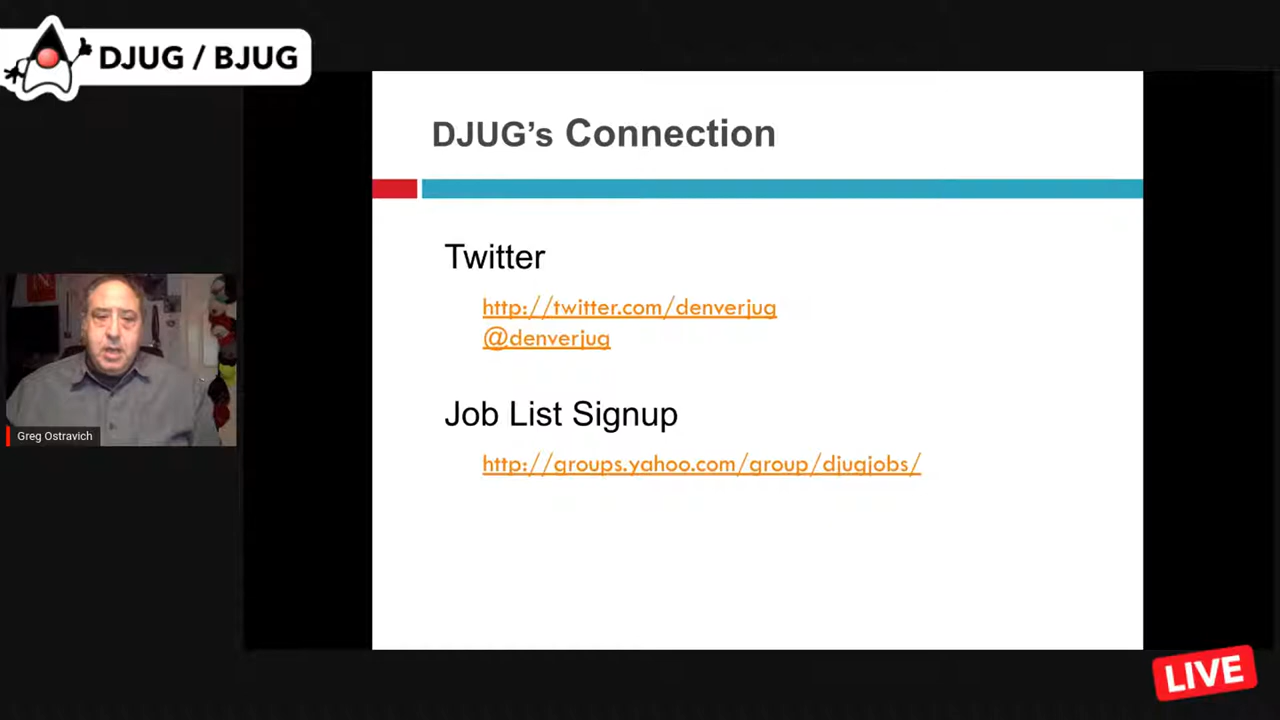 DJUG / BJUG
DJUG's Connection
Twitter
http://twitter.com/denverjug
@denverjug
Job List Signup
http://groups.yahoo.com/group/djugjobs/
N
Greg Ostravich
LIVE